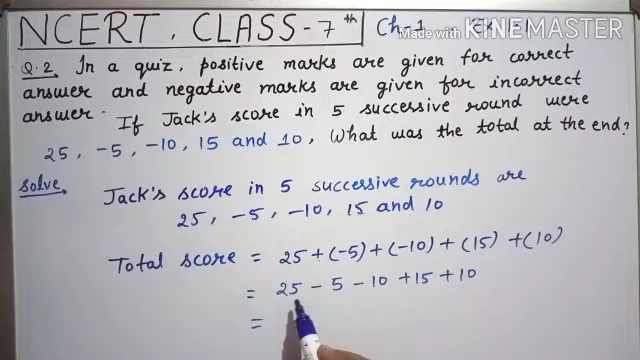 NCERT. CLASS-7th
Ch-1
Made with KINEMASTER
Q.2. In a quiz, positive marks are given for correct
answer and negative marks are given for incorrect
answer. If Jack's score in 5 successive round were
25, -5, -10, 15 and 10, What was the total at the end?
Solve
Jack's score in 5 successive rounds are
25, -5, -10, 15 and 10
Total score = 25 + (-5) + (-10) + (15) + (10)
= 25 - 5 - 10 + 15 + 10
=